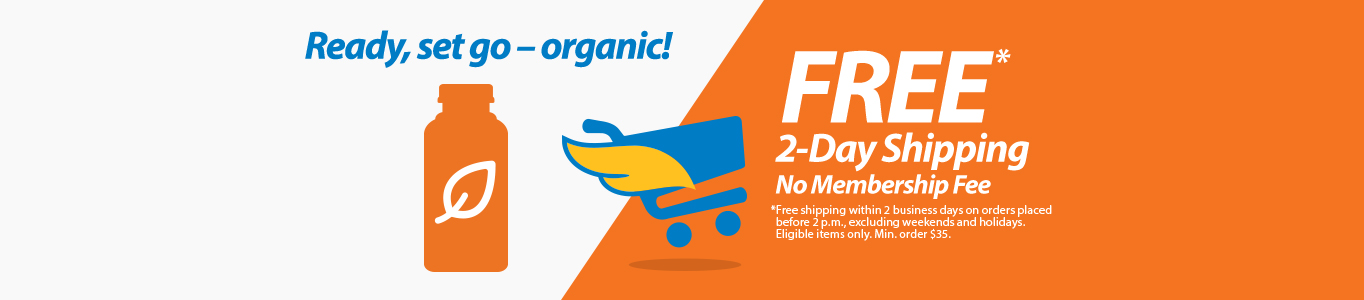 Ready, set go – organic!
FREE*
2-Day Shipping
No Membership Fee
*Free shipping within 2 business days on orders placed
before 2 p.m., excluding weekends and holidays.
Eligible items only. Min. order $35.